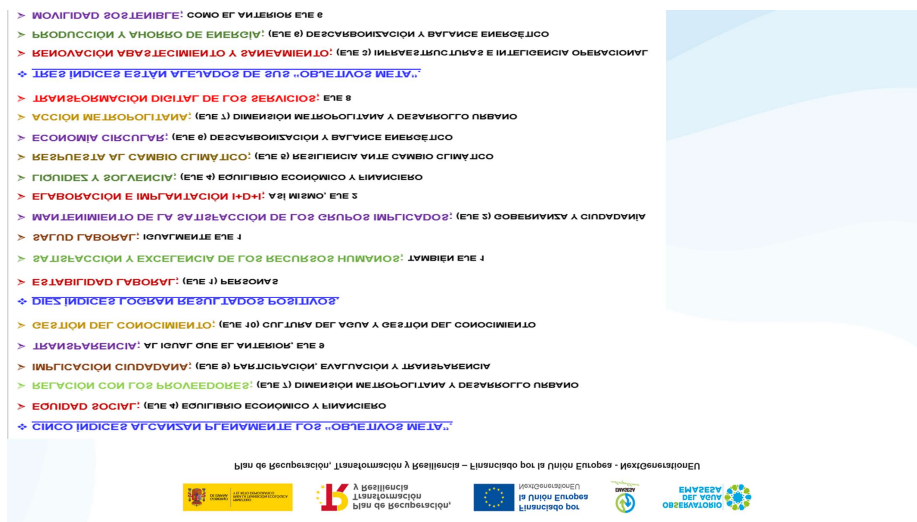 OBSERVATORIO
DEL AGUA
EMASESA
EMASESA
Financiado por
la Unión Europea
NextGenerationEU
Plan de Recuperación,
Transformación
y Resiliencia
Plan de Recuperación, Transformación y Resiliencia – Financiado por la Unión Europea - NextGenerationEU
❖ CINCO ÍNDICES ALCANZAN PLENAMENTE LOS "OBJETIVOS META".
➢ EQUIDAD SOCIAL: (EJE 4) EQUILIBRIO ECONÓMICO Y FINANCIERO
➢ RELACIÓN CON LOS PROVEEDORES: (EJE 7) DIMENSIÓN METROPOLITANA Y DESARROLLO URBANO
➢ IMPLICACIÓN CIUDADANA: (EJE 9) PARTICIPACIÓN, EVALUACIÓN Y TRANSPARENCIA
➢ TRANSPARENCIA: AL IGUAL QUE EL ANTERIOR, EJE 9
➢ GESTIÓN DEL CONOCIMIENTO: (EJE 10) CULTURA DEL AGUA Y GESTIÓN DEL CONOCIMIENTO
❖ DIEZ ÍNDICES LOGRAN RESULTADOS POSITIVOS.
➢ ESTABILIDAD LABORAL: (EJE 1) PERSONAS
➢ SATISFACCIÓN Y EXCELENCIA DE LOS RECURSOS HUMANOS: TAMBIÉN EJE 1
➢ SALUD LABORAL: IGUALMENTE EJE 1
➢ MANTENIMIENTO DE LA SATISFACCIÓN DE LOS GRUPOS IMPLICADOS: (EJE 2) GOBERNANZA Y CIUDADANÍA
➢ ELABORACIÓN E IMPLANTACIÓN I+D+I: ASÍ MISMO, EJE 2
➢ LIQUIDEZ Y SOLVENCIA: (EJE 4) EQUILIBRIO ECONÓMICO Y FINANCIERO
➢ RESPUESTA AL CAMBIO CLIMÁTICO: (EJE 5) RESILIENCIA ANTE CAMBIO CLIMÁTICO
➢ ECONOMÍA CIRCULAR: (EJE 6) DESCARBONIZACIÓN Y BALANCE ENERGÉTICO
➢ ACCIÓN METROPOLITANA: (EJE 7) DIMENSIÓN METROPOLITANA Y DESARROLLO URBANO
➢ TRANSFORMACIÓN DIGITAL DE LOS SERVICIOS: EJE 8
❖ TRES ÍNDICES ESTÁN ALEJADOS DE SUS "OBJETIVOS META".
➢ RENOVACIÓN ABASTECIMIENTO Y SANEAMIENTO: (EJE 3) INFRAESTRUCTURAS E INTELIGENCIA OPERACIONAL
➢ PRODUCCIÓN Y AHORRO DE ENERGÍA: (EJE 6) DESCARBONIZACIÓN Y BALANCE ENERGÉTICO
➢ MOVILIDAD SOSTENIBLE: COMO EL ANTERIOR EJE 6